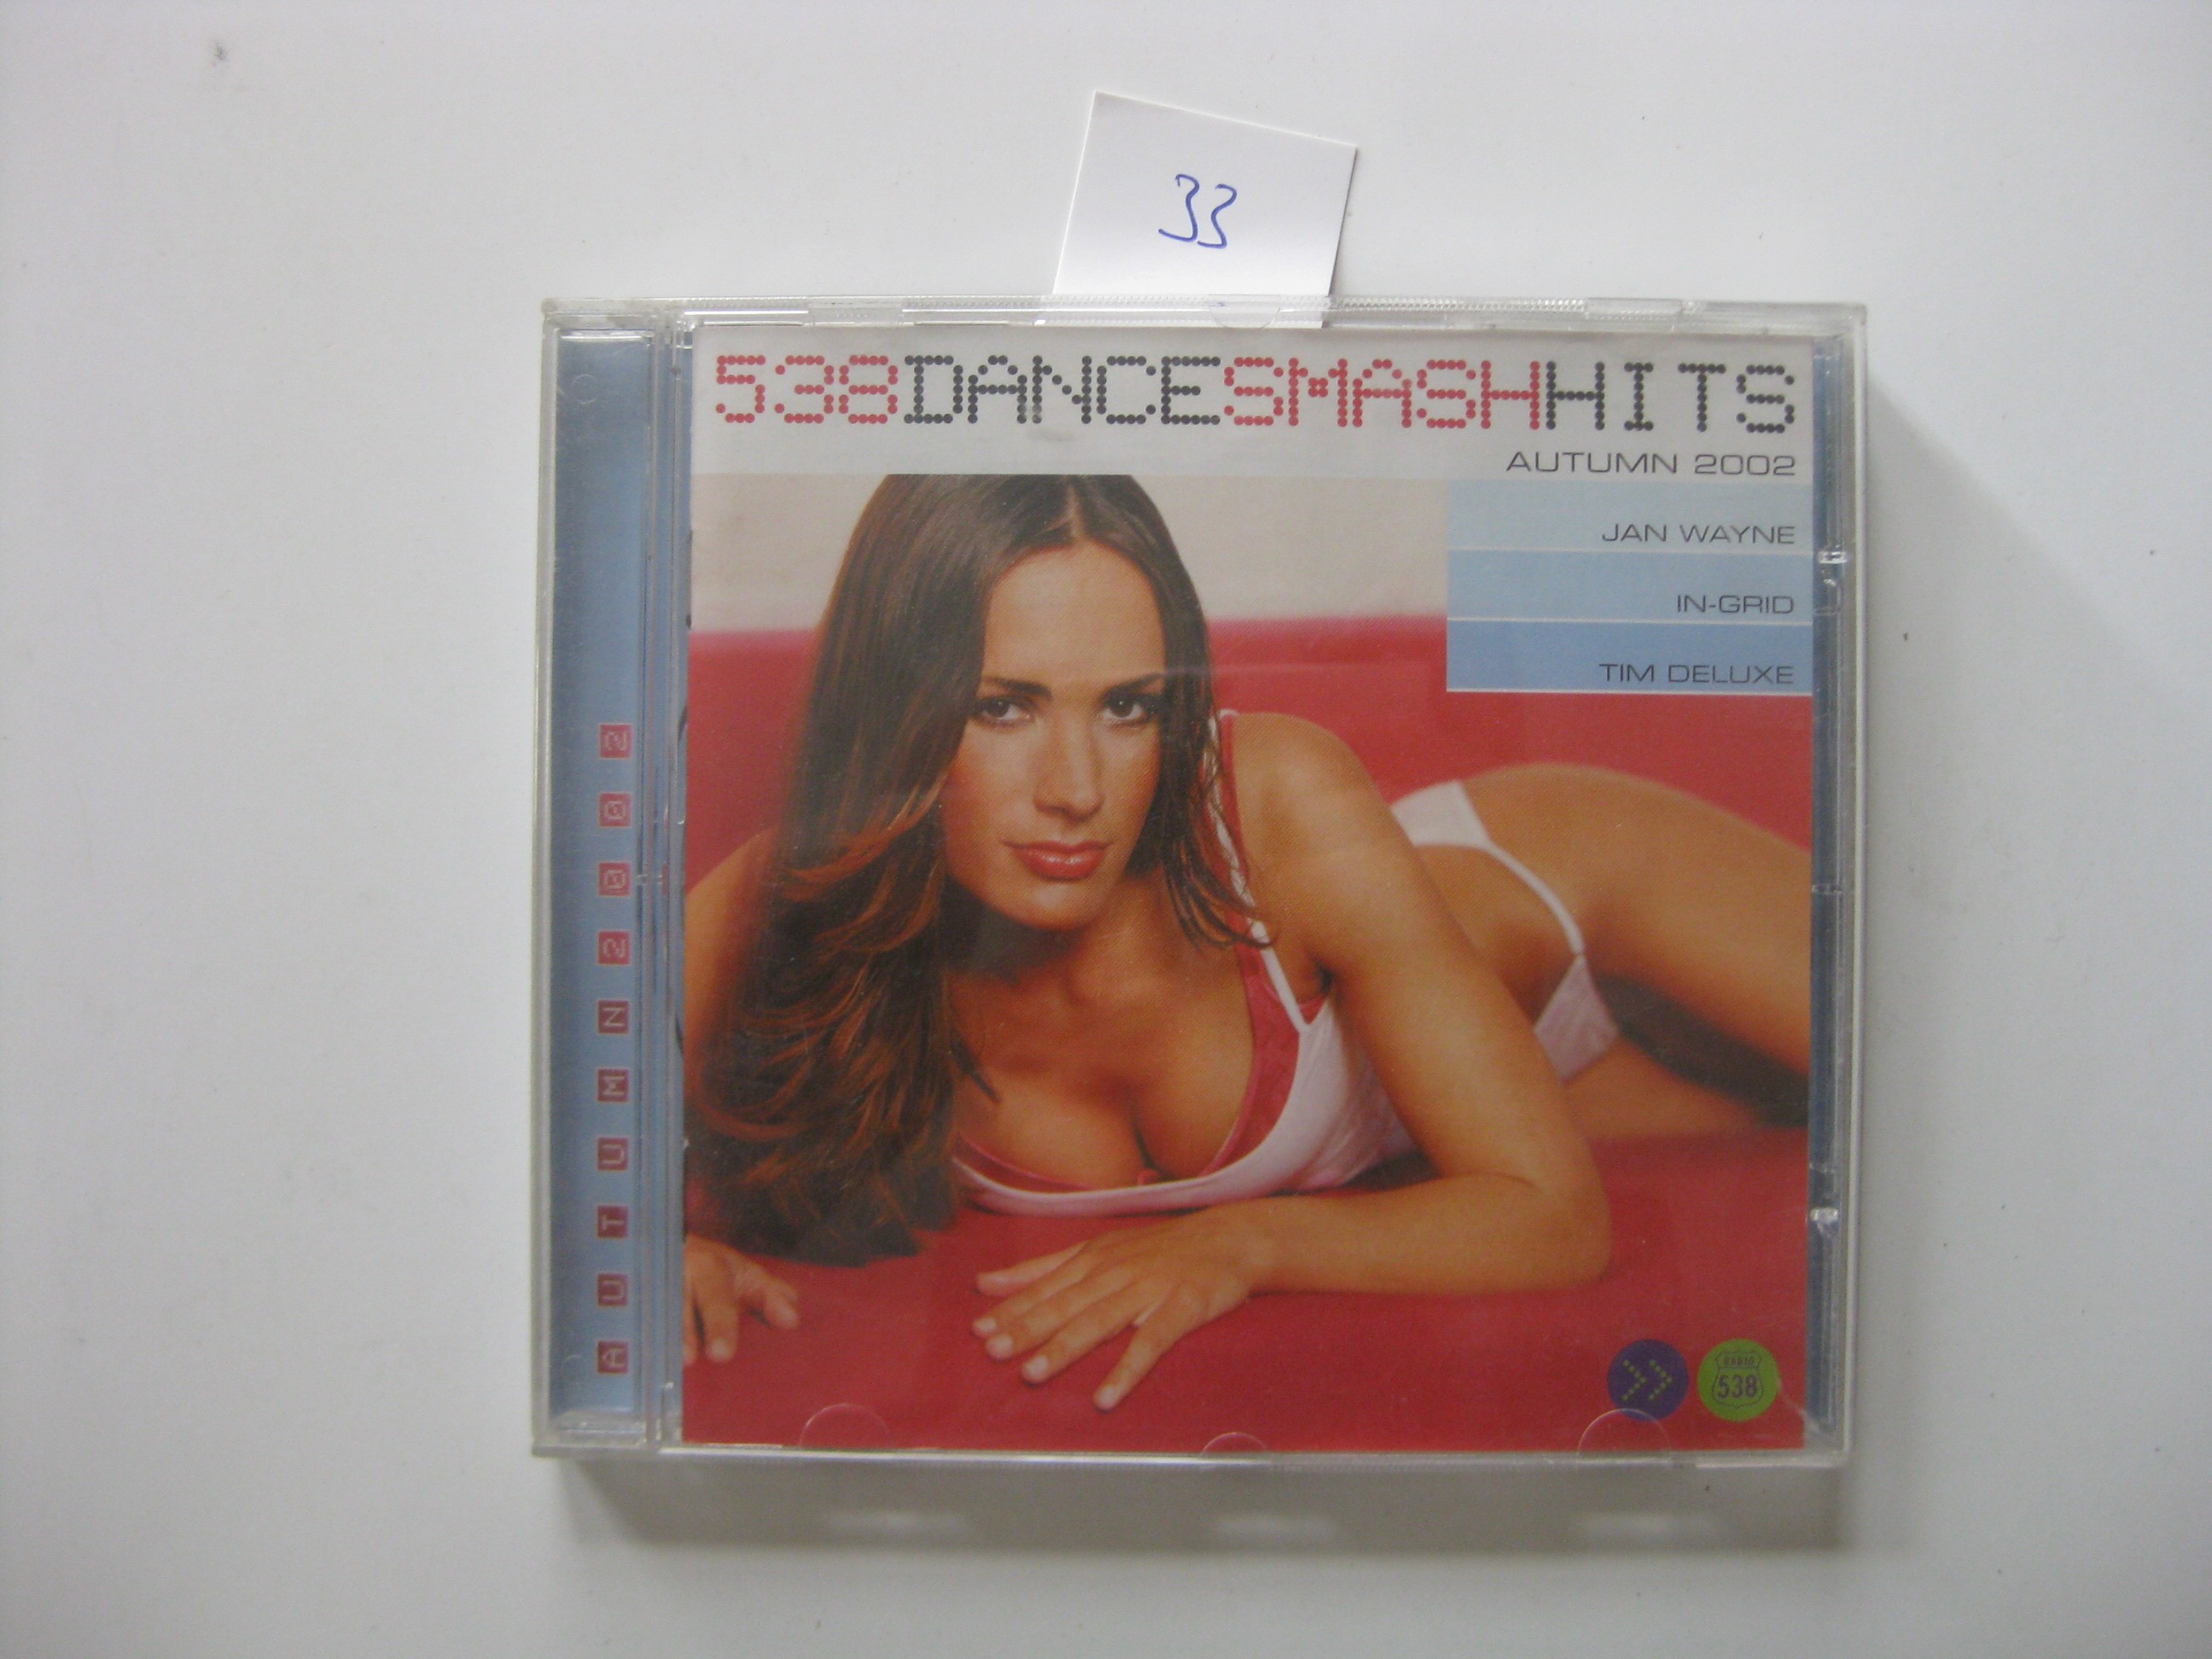 33
538DANCESMASHHITS
AUTUMN 2002
JAN WAYNE
IN-GRID
TIM DELUXE
AUTUMN2002
RADIO
538